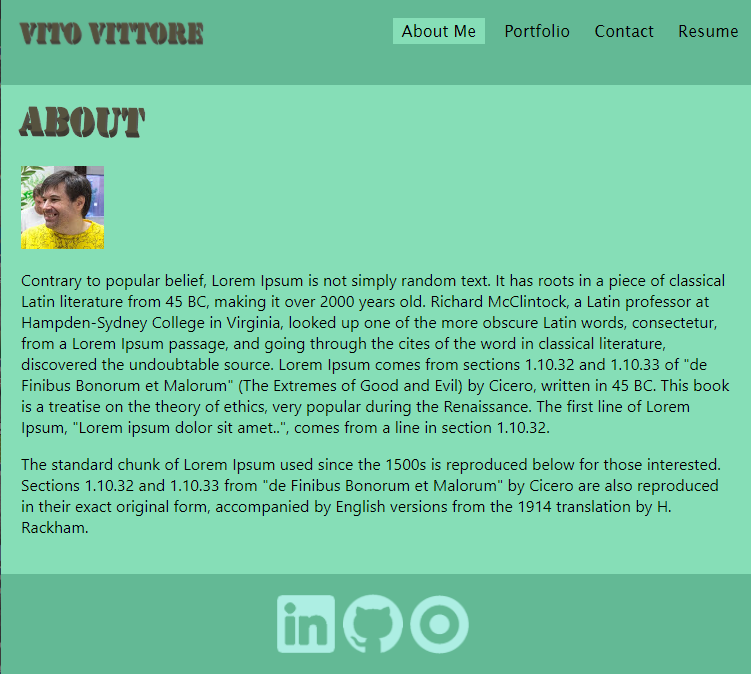 VITO VITTORE
About Me Portfolio Contact Resume
ABOUT
Contrary to popular belief, Lorem Ipsum is not simply random text. It has roots in a piece of classical
Latin literature from 45 BC, making it over 2000 years old. Richard McClintock, a Latin professor at
Hampden-Sydney College in Virginia, looked up one of the more obscure Latin words, consectetur,
from a Lorem Ipsum passage, and going through the cites of the word in classical literature,
discovered the undoubtable source. Lorem Ipsum comes from sections 1.10.32 and 1.10.33 of "de
Finibus Bonorum et Malorum" (The Extremes of Good and Evil) by Cicero, written in 45 BC. This book
is a treatise on the theory of ethics, very popular during the Renaissance. The first line of Lorem
Ipsum, "Lorem ipsum dolor sit amet..", comes from a line in section 1.10.32.
The standard chunk of Lorem Ipsum used since the 1500s is reproduced below for those interested.
Sections 1.10.32 and 1.10.33 from "de Finibus Bonorum et Malorum" by Cicero are also reproduced
in their exact original form, accompanied by English versions from the 1914 translation by H.
Rackham.
in